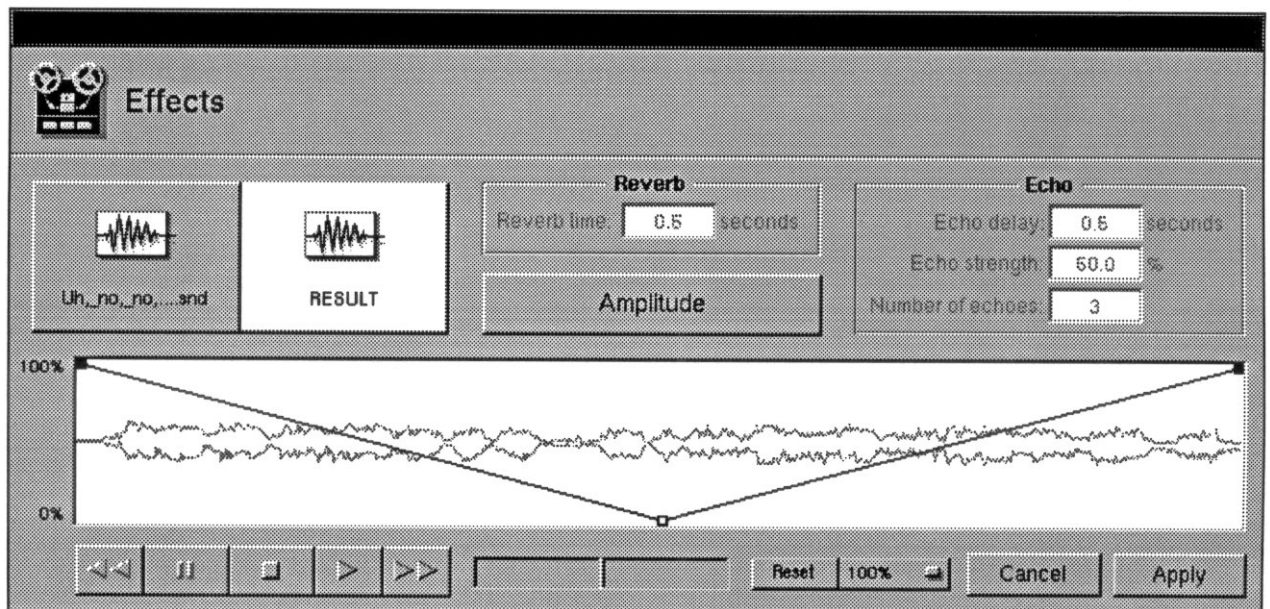 Effects
Uh,_no,_no,....snd
RESULT
Reverb
Reverb time: 0.5 seconds
Amplitude
Echo
Echo delay: 0.5 seconds
Echo strength: 50.0 %
Number of echoes: 3
100%
0%
Reset 100%
Cancel
Apply